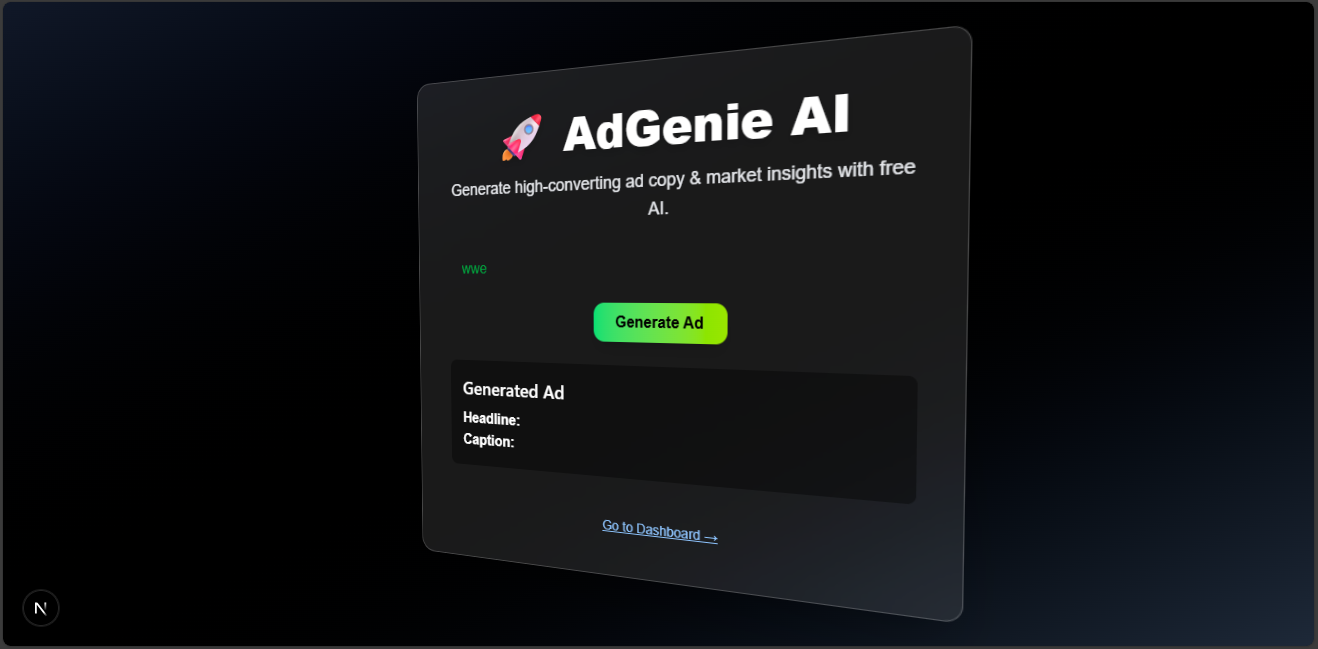 🚀 AdGenie AI
Generate high-converting ad copy & market insights with free
AI.
wwe
Generate Ad
Generated Ad
Headline:
Caption:
Go to Dashboard →
N